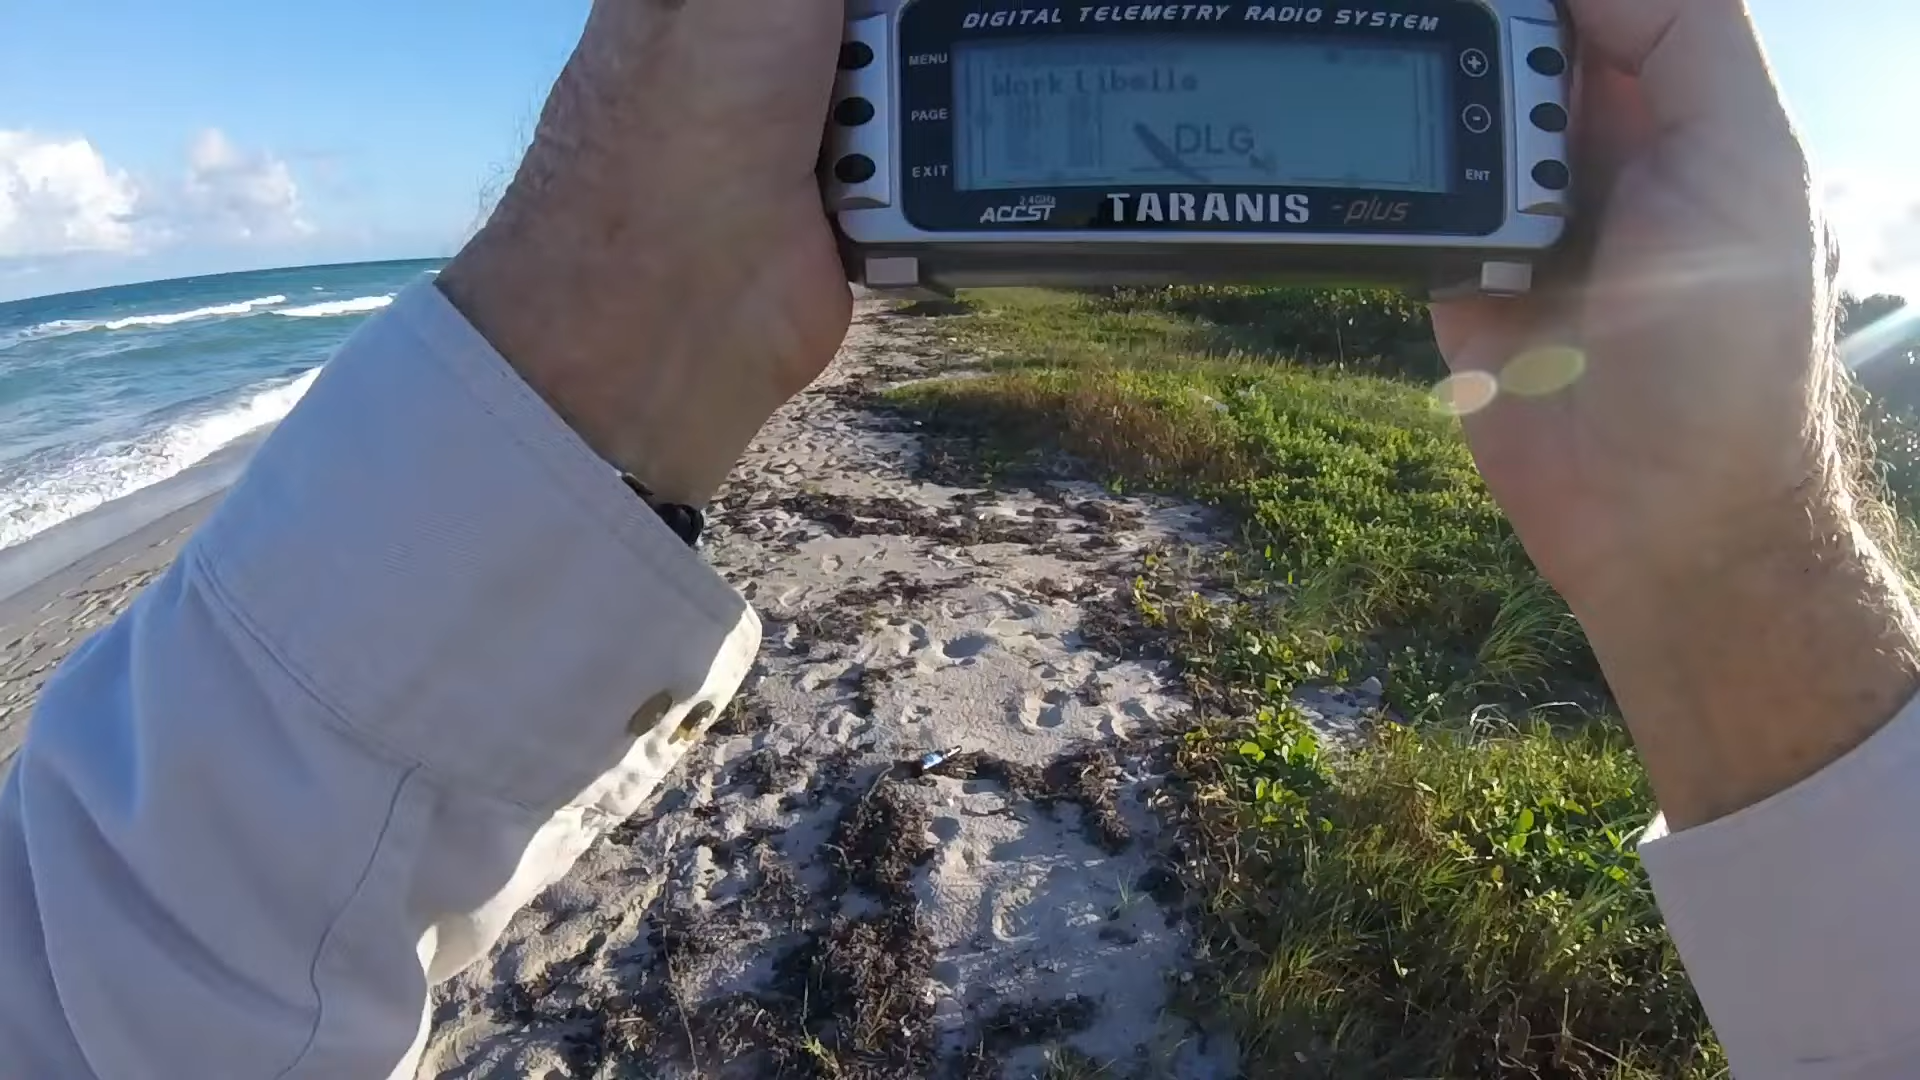 DIGITAL TELEMETRY RADIO SYSTEM
MENU
PAGE
EXIT
Work Libelle
DLG
+
-
ENT
ACCST 2.4GHz
TARANIS -plus